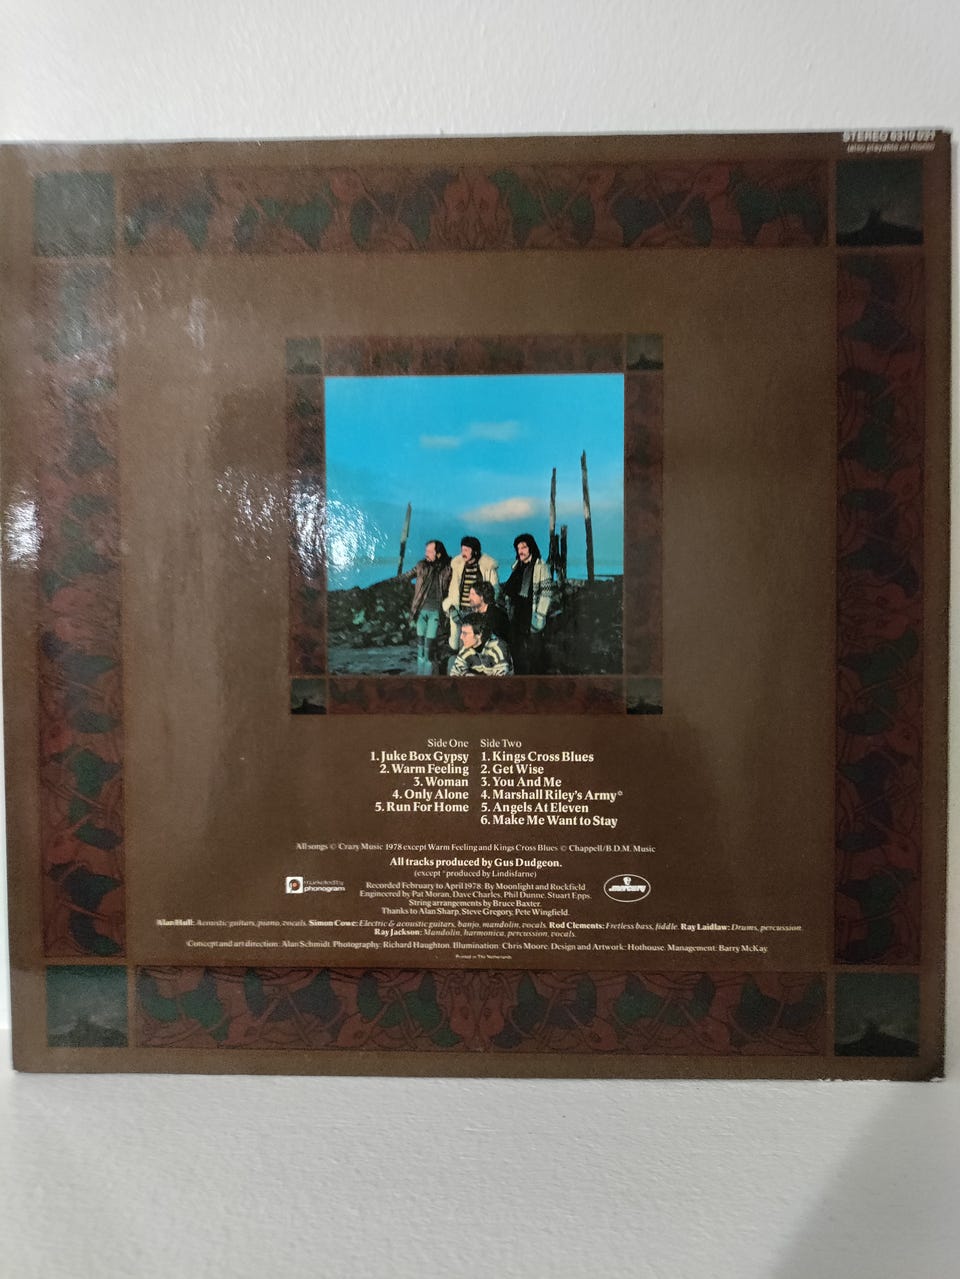 STEREO 6310 031
(also playable on mono)
Side One Side Two
1. Juke Box Gypsy 1. Kings Cross Blues
2. Warm Feeling 2. Get Wise
3. Woman 3. You And Me
4. Only Alone 4. Marshall Riley's Army*
5. Run For Home 5. Angels At Eleven
6. Make Me Want to Stay
All songs © Crazy Music 1978 except Warm Feeling and Kings Cross Blues © Chappell/B.D.M. Music
All tracks produced by Gus Dudgeon.
(except *produced by Lindisfarne)
marketed by
phonogram
mercury
Recorded February to April 1978: By Moonlight and Rockfield.
Engineered by Pat Moran, Dave Charles, Phil Dunne, Stuart Epps.
String arrangements by Bruce Baxter.
Thanks to Alan Sharp, Steve Gregory, Pete Wingfield.
Alan Hull: Acoustic guitars, piano, vocals. Simon Cowe: Electric & acoustic guitars, banjo, mandolin, vocals. Rod Clements: Fretless bass, fiddle. Ray Laidlaw: Drums, percussion.
Ray Jackson: Mandolin, harmonica, percussion, vocals.
Concept and art direction: Alan Schmidt. Photography: Richard Haughton. Illumination: Chris Moore. Design and Artwork: Hothouse. Management: Barry McKay.
Printed in The Netherlands